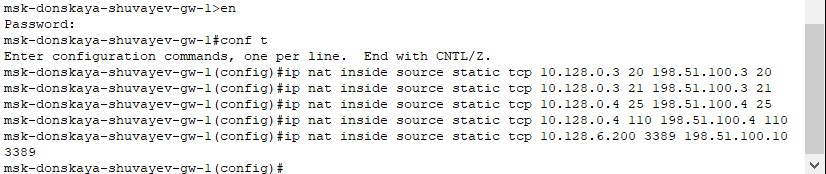 msk-donskaya-shuvayev-gw-1>en
Password:
msk-donskaya-shuvayev-gw-1#conf t
Enter configuration commands, one per line.  End with CNTL/Z.
msk-donskaya-shuvayev-gw-1(config)#ip nat inside source static tcp 10.128.0.3 20 198.51.100.3 20
msk-donskaya-shuvayev-gw-1(config)#ip nat inside source static tcp 10.128.0.3 21 198.51.100.3 21
msk-donskaya-shuvayev-gw-1(config)#ip nat inside source static tcp 10.128.0.4 25 198.51.100.4 25
msk-donskaya-shuvayev-gw-1(config)#ip nat inside source static tcp 10.128.0.4 110 198.51.100.4 110
msk-donskaya-shuvayev-gw-1(config)#ip nat inside source static tcp 10.128.6.200 3389 198.51.100.10
3389
msk-donskaya-shuvayev-gw-1(config)#